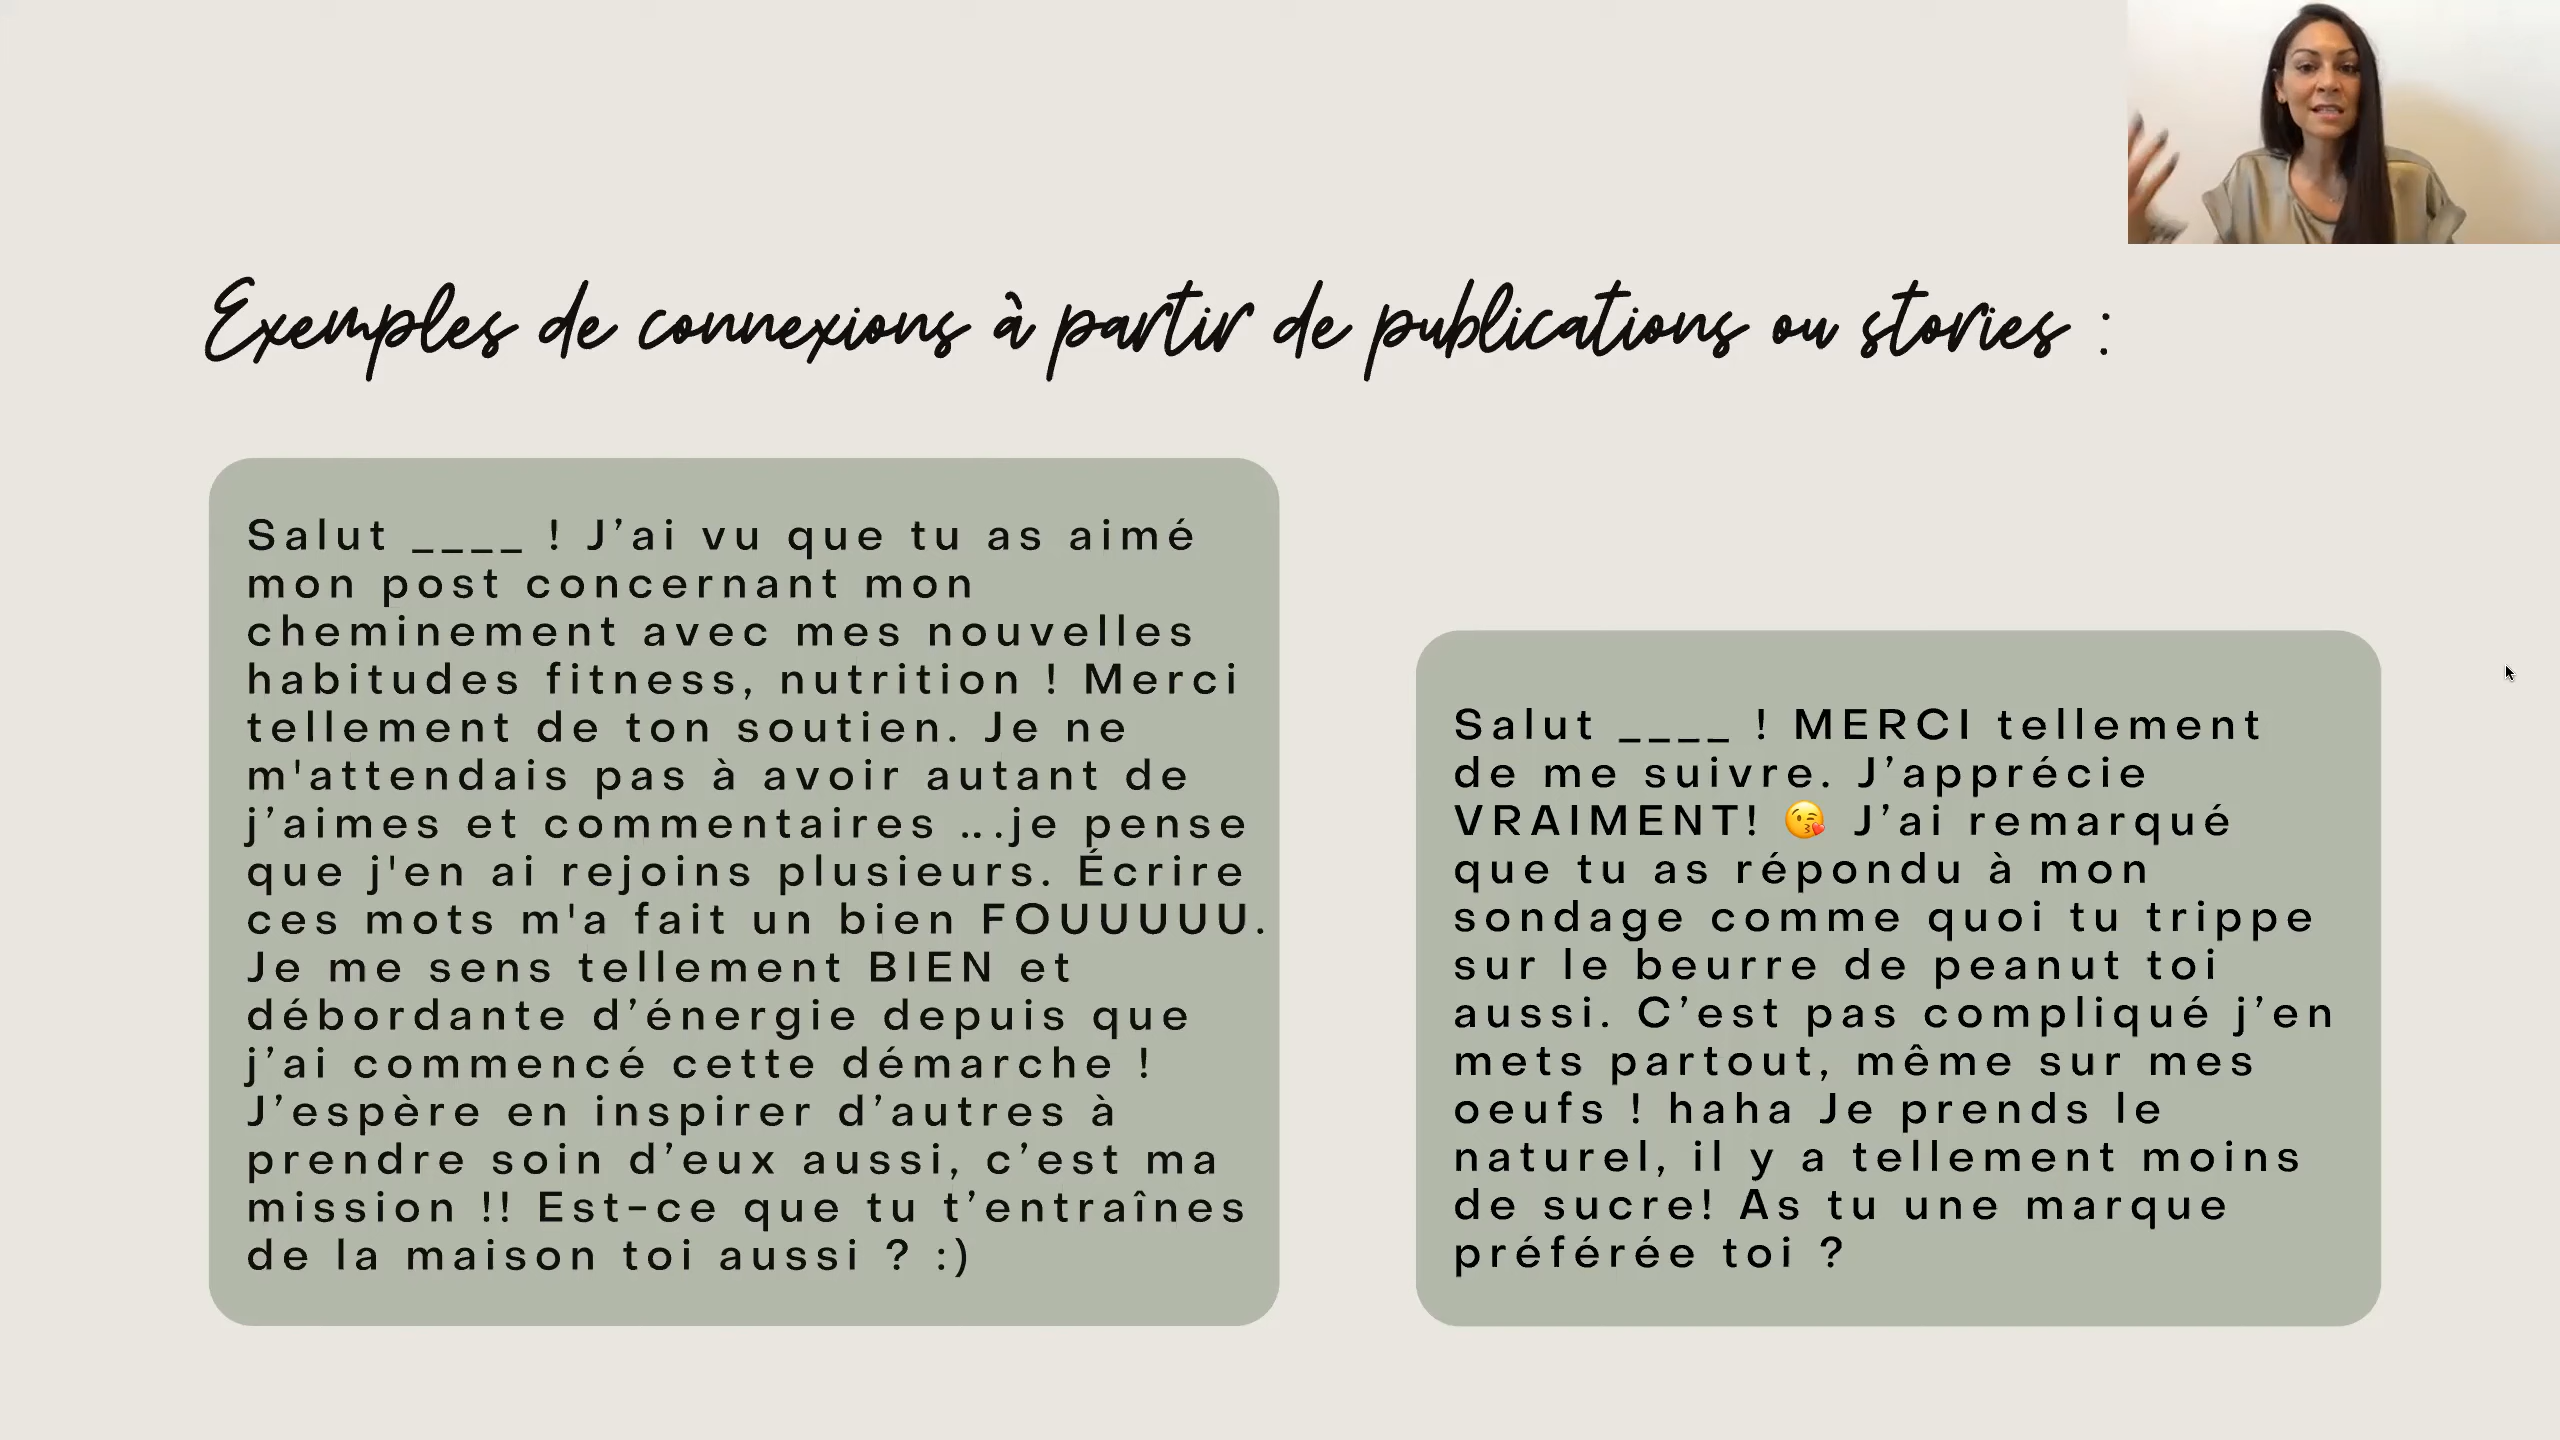 Exemples de connexions à partir de publications ou stories :
Salut ____ ! J’ai vu que tu as aimé
mon post concernant mon
cheminement avec mes nouvelles
habitudes fitness, nutrition ! Merci
tellement de ton soutien. Je ne
m'attendais pas à avoir autant de
j’aimes et commentaires ...je pense
que j'en ai rejoins plusieurs. Écrire
ces mots m'a fait un bien FOUUUUU.
Je me sens tellement BIEN et
débordante d’énergie depuis que
j’ai commencé cette démarche !
J’espère en inspirer d’autres à
prendre soin d’eux aussi, c’est ma
mission !! Est-ce que tu t’entraînes
de la maison toi aussi ? :)
Salut ____ ! MERCI tellement
de me suivre. J’apprécie
VRAIMENT! 😘 J’ai remarqué
que tu as répondu à mon
sondage comme quoi tu trippe
sur le beurre de peanut toi
aussi. C’est pas compliqué j’en
mets partout, même sur mes
oeufs ! haha Je prends le
naturel, il y a tellement moins
de sucre! As tu une marque
préférée toi ?